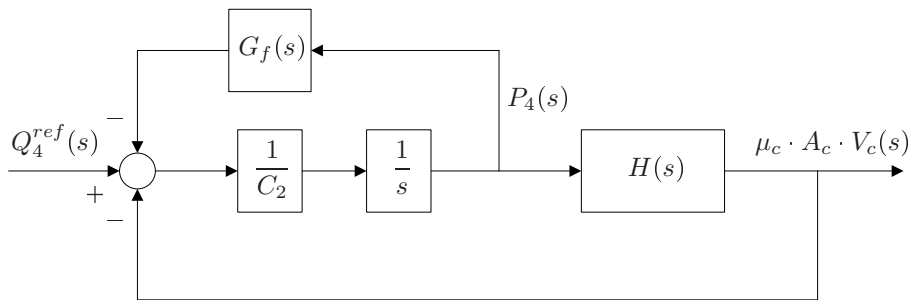 G_f(s)
P_4(s)
−
Q_4^{ref}(s)
+
−
1
C_2
1
s
H(s)
μ_c · A_c · V_c(s)